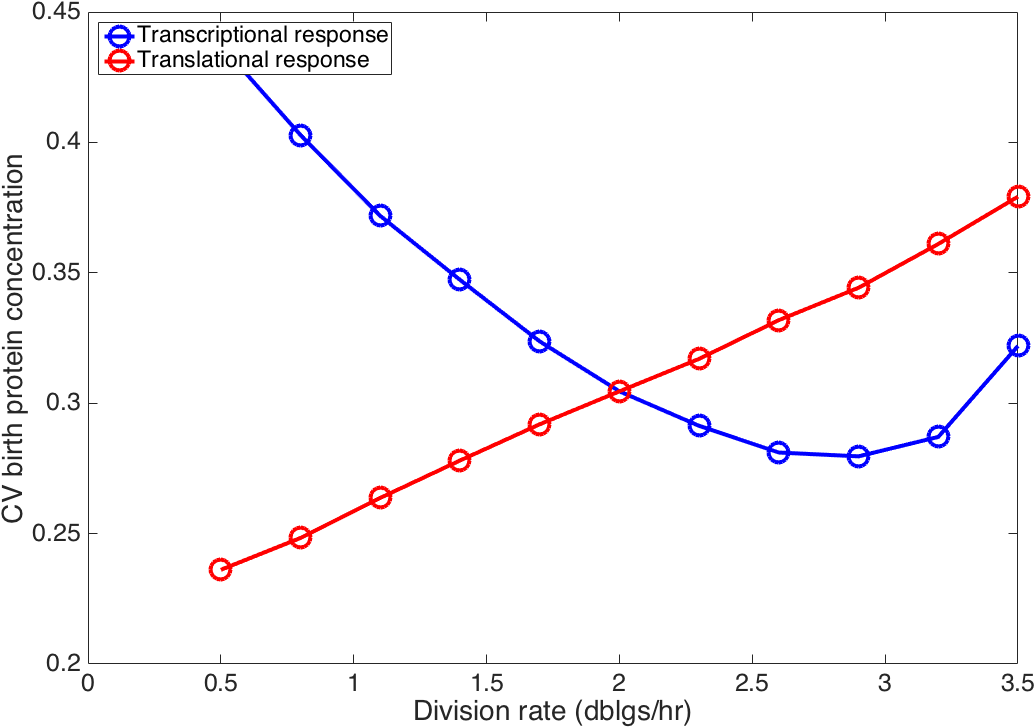 0.45
Transcriptional response
Translational response
0.4
0.35
0.3
0.25
0.2
CV birth protein concentration
0 0.5 1 1.5 2 2.5 3 3.5
Division rate (dblgs/hr)